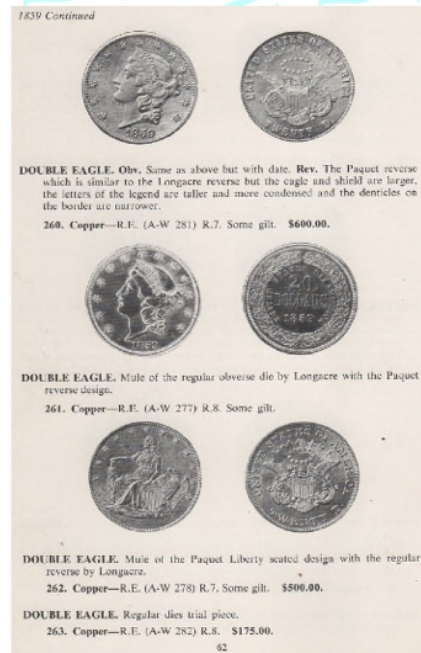 1859 Continued
DOUBLE EAGLE. Obv. Same as above but with date. Rev. The Paquet reverse
which is similar to the Longacre reverse but the eagle and shield are larger,
the letters of the legend are taller and more condensed and the denticles on
the border are narrower.
260. Copper—R.E. (A-W 281) R.7. Some gilt. $600.00.
20
DOLLARS
1859
DOUBLE EAGLE. Mule of the regular obverse die by Longacre with the Paquet
reverse design.
261. Copper—R.E. (A-W 277) R.8. Some gilt.
DOUBLE EAGLE. Mule of the Paquet Liberty seated design with the regular
reverse by Longacre.
262. Copper—R.E. (A-W 278) R.7. Some gilt. $500.00.
DOUBLE EAGLE. Regular dies trial piece.
263. Copper—R.E. (A-W 282) R.8. $175.00.
62